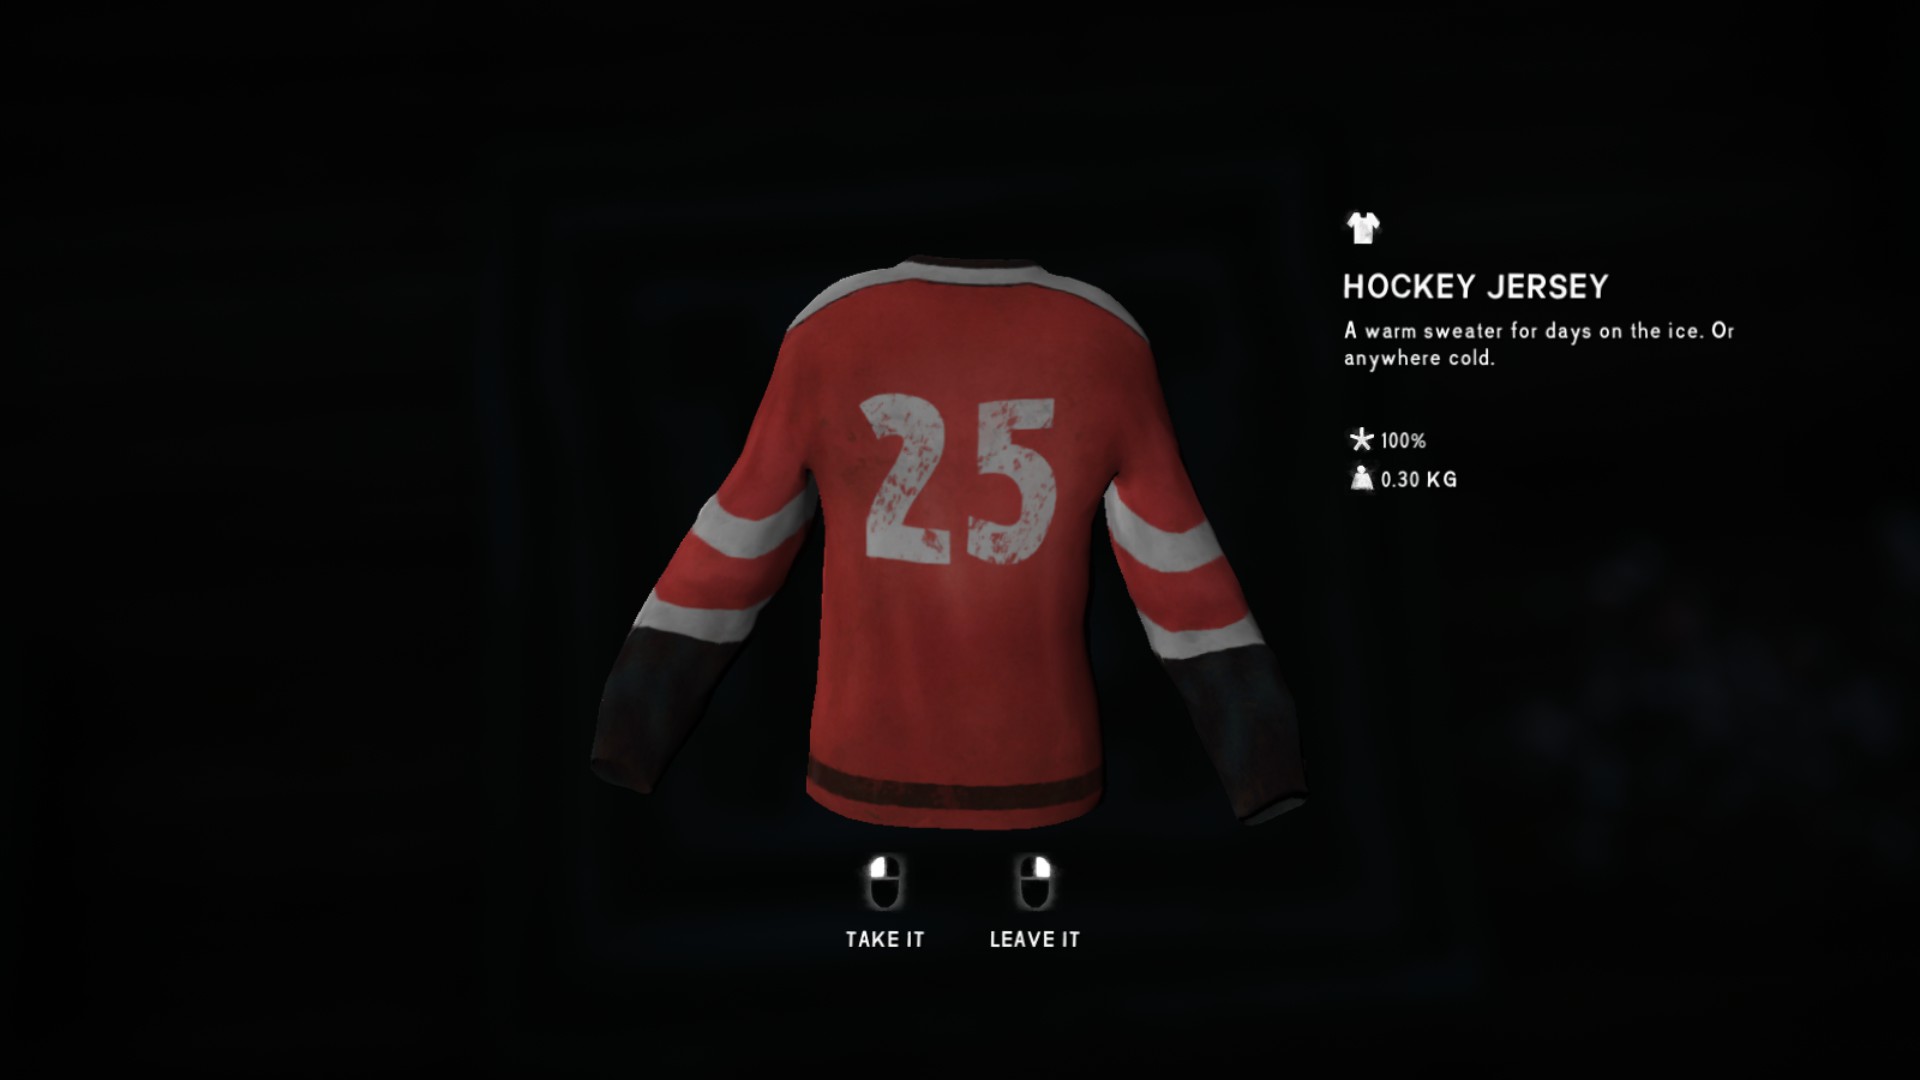 HOCKEY JERSEY
A warm sweater for days on the ice. Or
anywhere cold.
25
100%
0.30 KG
TAKE IT
LEAVE IT